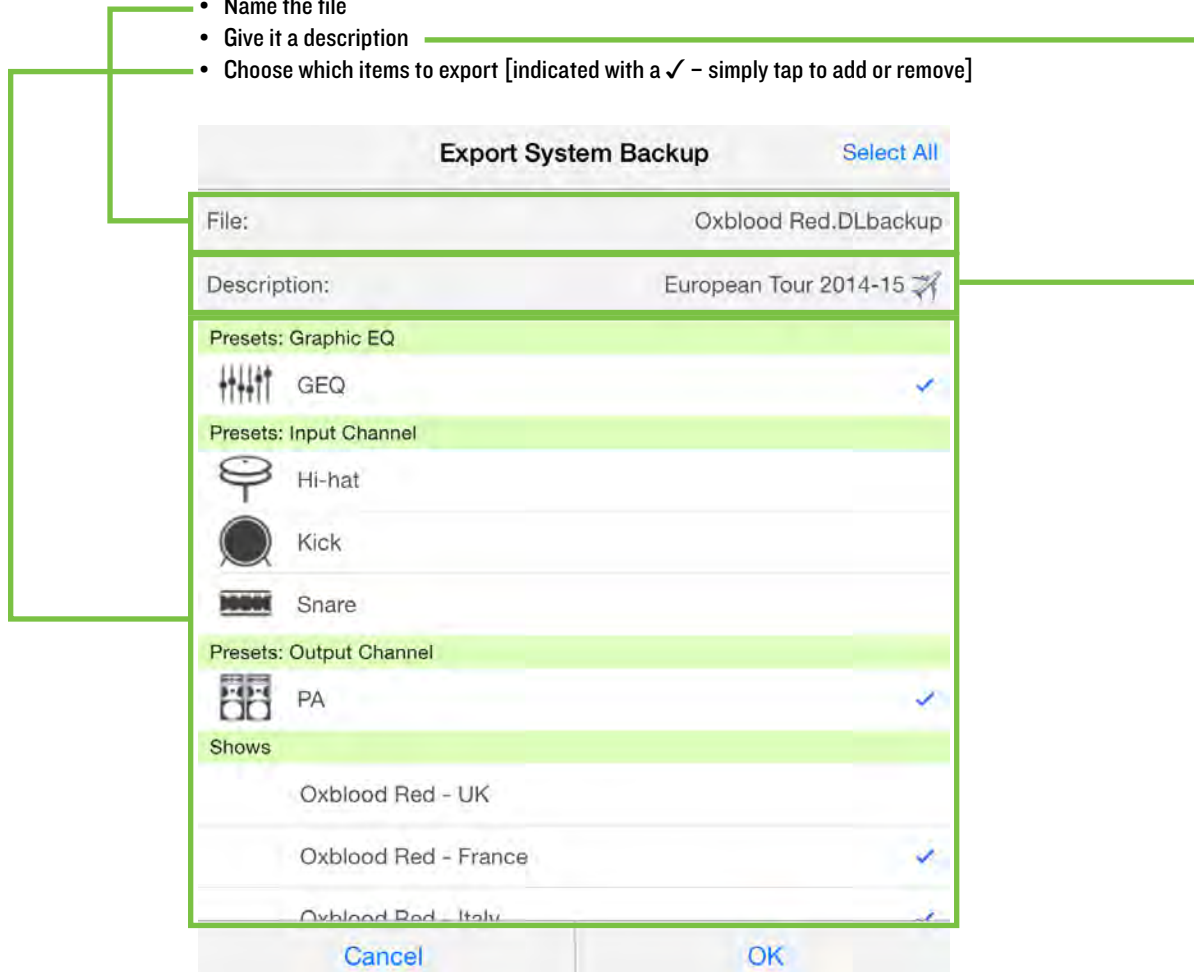 • Name the file
• Give it a description
• Choose which items to export [indicated with a ✓ – simply tap to add or remove]
Export System Backup Select All
File: Oxblood Red.DLbackup
Description: European Tour 2014-15 ✈
Presets: Graphic EQ
GEQ ✓
Presets: Input Channel
Hi-hat
Kick
Snare
Presets: Output Channel
PA ✓
Shows
Oxblood Red - UK
Oxblood Red - France ✓
Oxblood Red - Italy ✓
Cancel OK